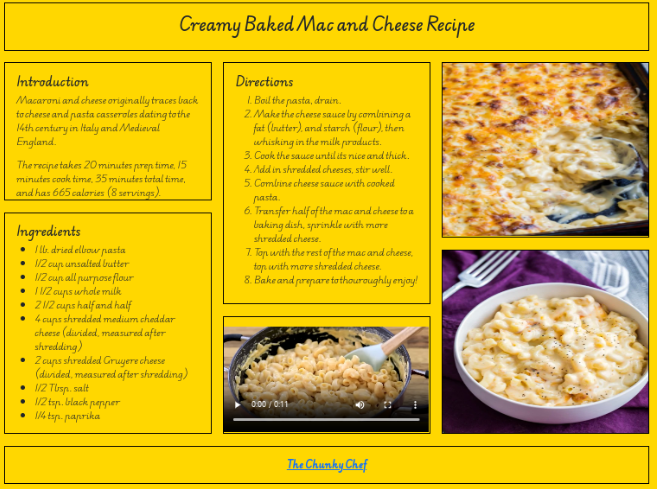 Creamy Baked Mac and Cheese Recipe
Introduction
Macaroni and cheese originally traces back
to cheese and pasta casseroles dating to the
14th century in Italy and Medieval
England.
The recipe takes 20 minutes prep time, 15
minutes cook time, 35 minutes total time,
and has 665 calories (8 servings).
Ingredients
1 lb. dried elbow pasta
1/2 cup unsalted butter
1/2 cup all purpose flour
1 1/2 cups whole milk
2 1/2 cups half and half
4 cups shredded medium cheddar
cheese (divided, measured after
shredding)
2 cups shredded Gruyere cheese
(divided, measured after shredding)
1/2 Tbsp. salt
1/2 tsp. black pepper
1/4 tsp. paprika
Directions
1. Boil the pasta, drain.
2. Make the cheese sauce by combining a
fat (butter), and starch (flour), then
whisking in the milk products.
3. Cook the sauce until its nice and thick.
4. Add in shredded cheeses, stir well.
5. Combine cheese sauce with cooked
pasta.
6. Transfer half of the mac and cheese to a
baking dish, sprinkle with more
shredded cheese.
7. Top with the rest of the mac and cheese,
top with more shredded cheese.
8. Bake and prepare to thouroughly enjoy!
0:00 / 0:11
The Chunky Chef